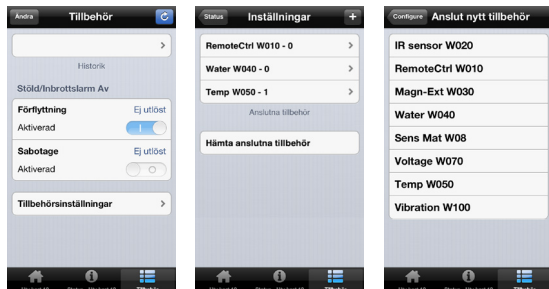 Ändra
Tillbehör
Historik
Stöld/Inbrottslarm Av
Förflyttning
Ej utlöst
Aktiverad
Sabotage
Ej utlöst
Aktiverad
Tillbehörsinställningar
Status
Inställningar
+
RemoteCtrl W010 - 0
Water W040 - 0
Temp W050 - 1
Anslutna tillbehör
Hämta anslutna tillbehör
Configure
Anslut nytt tillbehör
IR sensor W020
RemoteCtrl W010
Magn-Ext W030
Water W040
Sens Mat W08
Voltage W070
Temp W050
Vibration W100